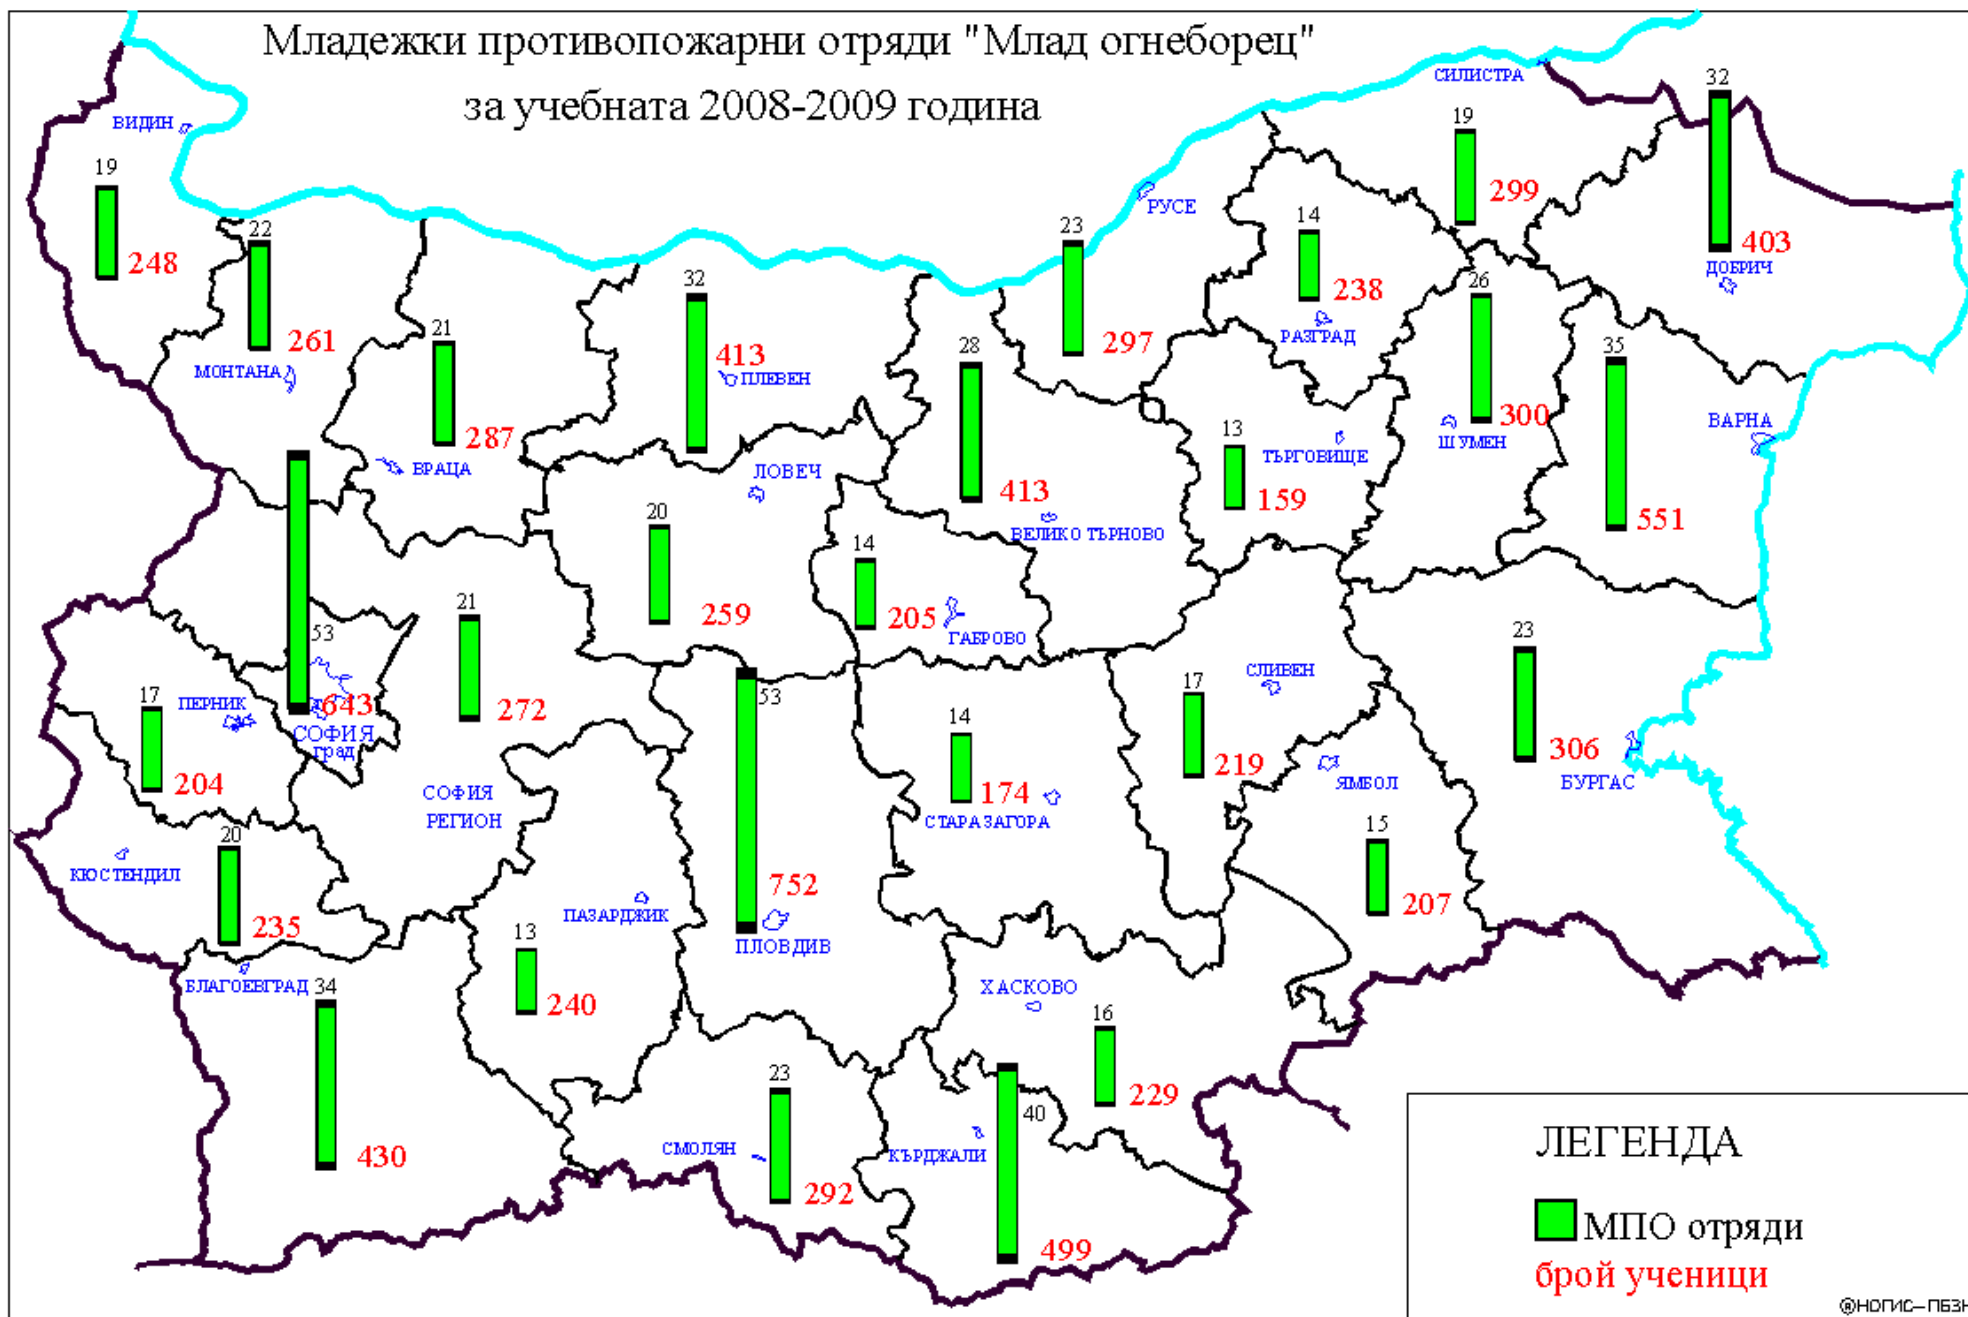 Младежки противопожарни отряди "Млад огнеборец"
за учебната 2008-2009 година
ВИДИН
19
248
22
261
МОНТАНА
21
287
ВРАЦА
32
413
ПЛЕВЕН
23
297
РУСЕ
СИЛИСТРА
19
299
32
403
ДОБРИЧ
14
238
РАЗГРАД
26
300
ШУМЕН
35
551
ВАРНА
28
413
ВЕЛИКО ТЪРНОВО
13
159
ТЪРГОВИЩЕ
ЛОВЕЧ
20
259
14
205
ГАБРОВО
53
643
СОФИЯ
град
21
272
СОФИЯ
РЕГИОН
17
ПЕРНИК
204
20
КЮСТЕНДИЛ
235
53
752
ПЛОВДИВ
14
174
СТАРА ЗАГОРА
17
СЛИВЕН
219
ЯМБОЛ
15
207
23
306
БУРГАС
ПАЗАРДЖИК
13
240
БЛАГОЕВГРАД
34
430
ХАСКОВО
16
229
23
СМОЛЯН
292
40
КЪРДЖАЛИ
499
ЛЕГЕНДА
МПО отряди
брой ученици
@НОГИС-ПБЗН